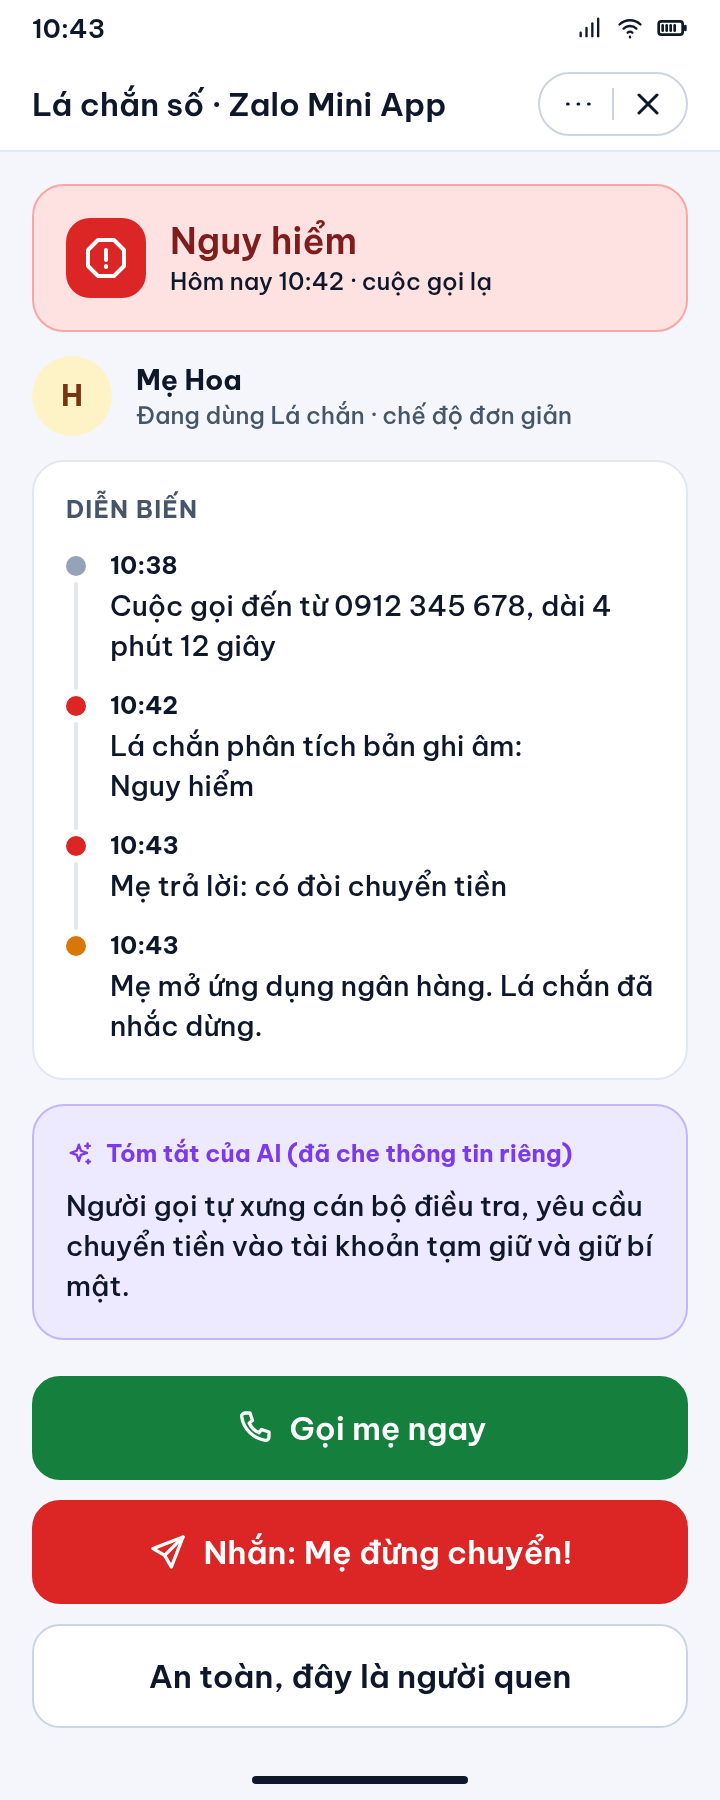 10:43
Lá chắn số · Zalo Mini App
Nguy hiểm
Hôm nay 10:42 · cuộc gọi lạ
H
Mẹ Hoa
Đang dùng Lá chắn · chế độ đơn giản
DIỄN BIẾN
10:38
Cuộc gọi đến từ 0912 345 678, dài 4
phút 12 giây
10:42
Lá chắn phân tích bản ghi âm:
Nguy hiểm
10:43
Mẹ trả lời: có đòi chuyển tiền
10:43
Mẹ mở ứng dụng ngân hàng. Lá chắn đã
nhắc dừng.
Tóm tắt của AI (đã che thông tin riêng)
Người gọi tự xưng cán bộ điều tra, yêu cầu
chuyển tiền vào tài khoản tạm giữ và giữ bí
mật.
Gọi mẹ ngay
Nhắn: Mẹ đừng chuyển!
An toàn, đây là người quen